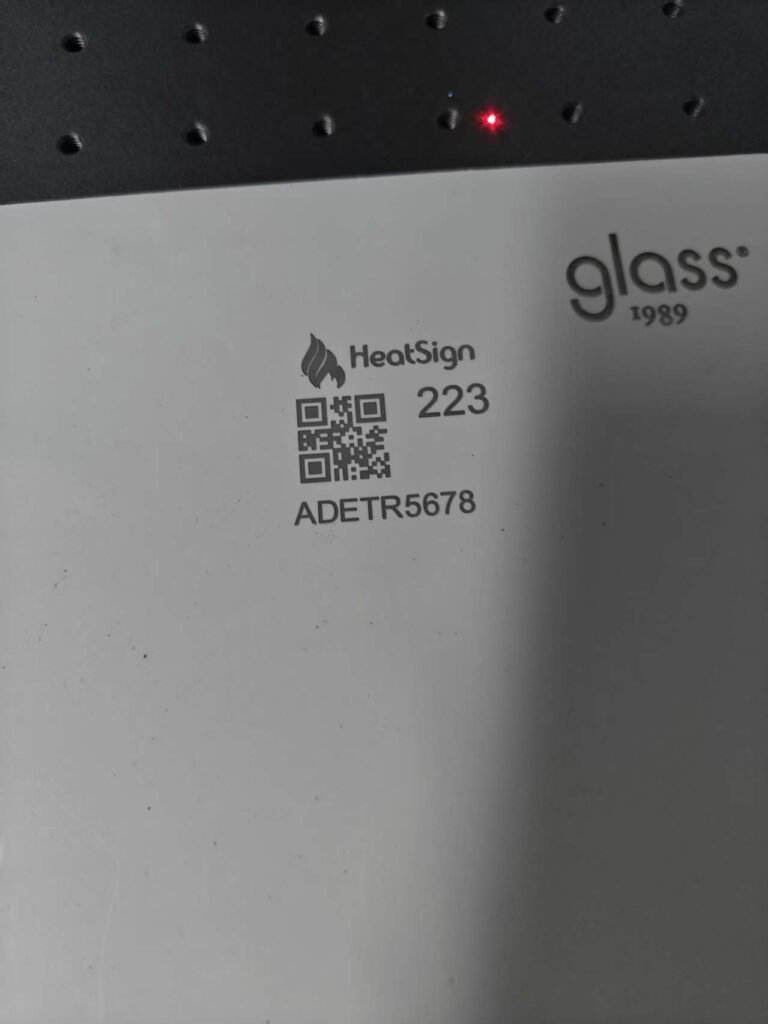 glass
1989
HeatSign
223
ADETR5678